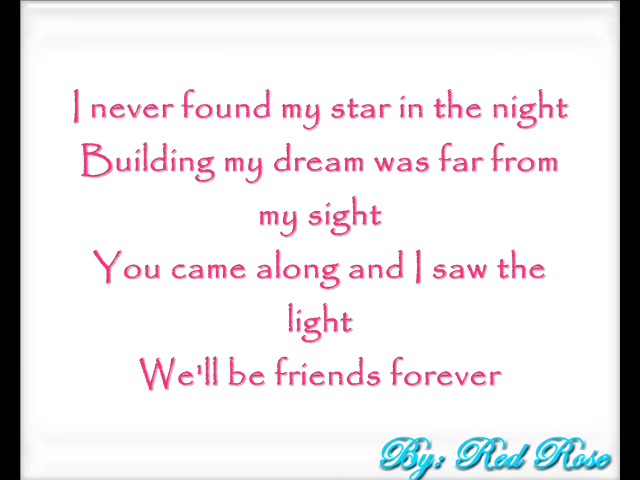 I never found my star in the night
Building my dream was far from
my sight
You came along and I saw the
light
We'll be friends forever
By: Red Rose